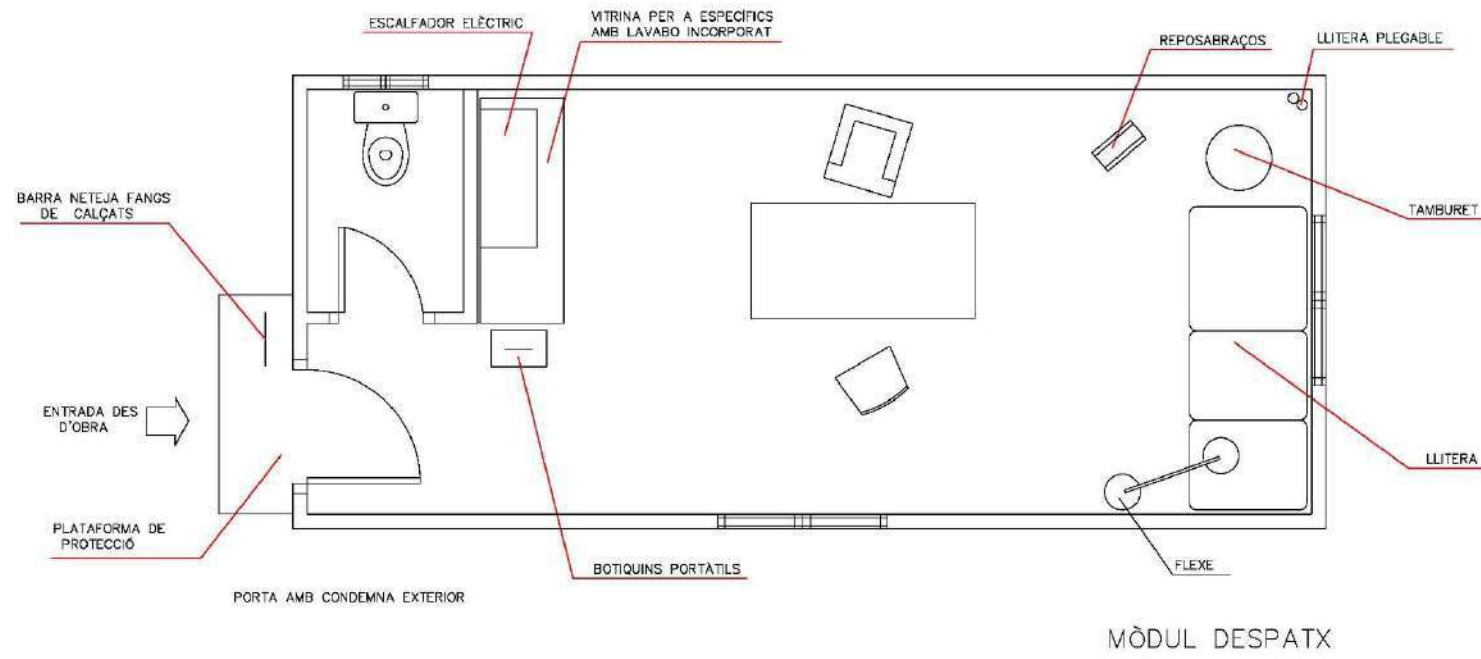 ESCALFADOR ELÈCTRIC
VITRINA PER A ESPECÍFICS
AMB LAVABO INCORPORAT
REPOSABRAÇOS
LLITERA PLEGABLE
BARRA NETEJA FANGS
DE CALÇATS
TAMBURET
ENTRADA DES
D'OBRA
LLITERA
PLATAFORMA DE
PROTECCIÓ
BOTIQUINS PORTÀTILS
FLEXE
PORTA AMB CONDEMNA EXTERIOR
MÒDUL DESPATX